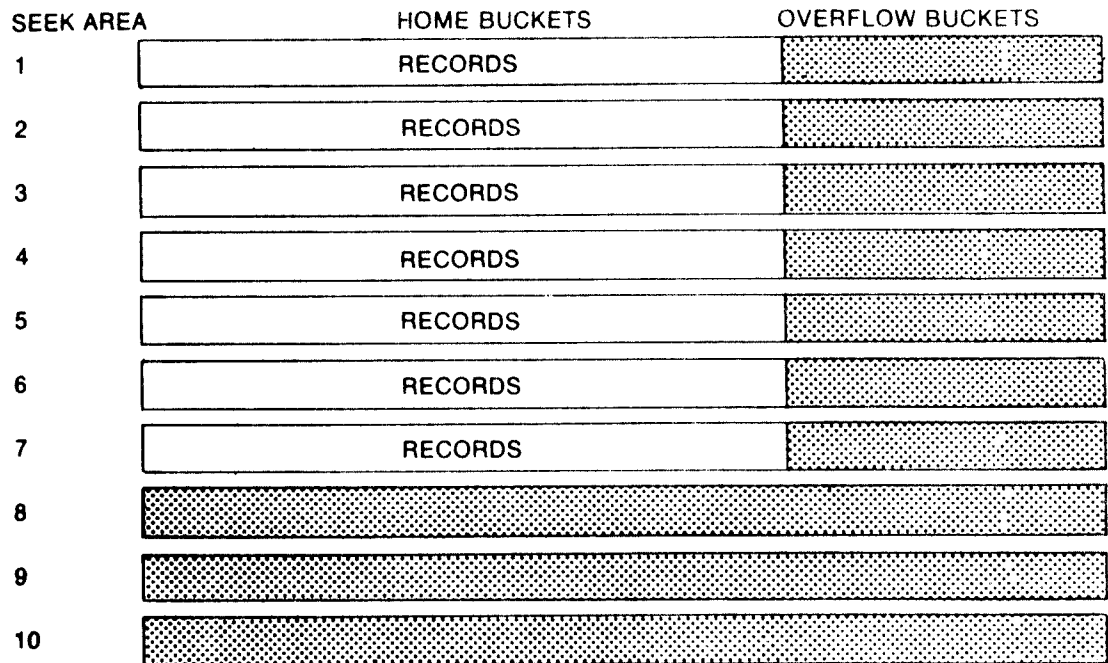 SEEK AREA HOME BUCKETS OVERFLOW BUCKETS
1 RECORDS
2 RECORDS
3 RECORDS
4 RECORDS
5 RECORDS
6 RECORDS
7 RECORDS
8
9
10